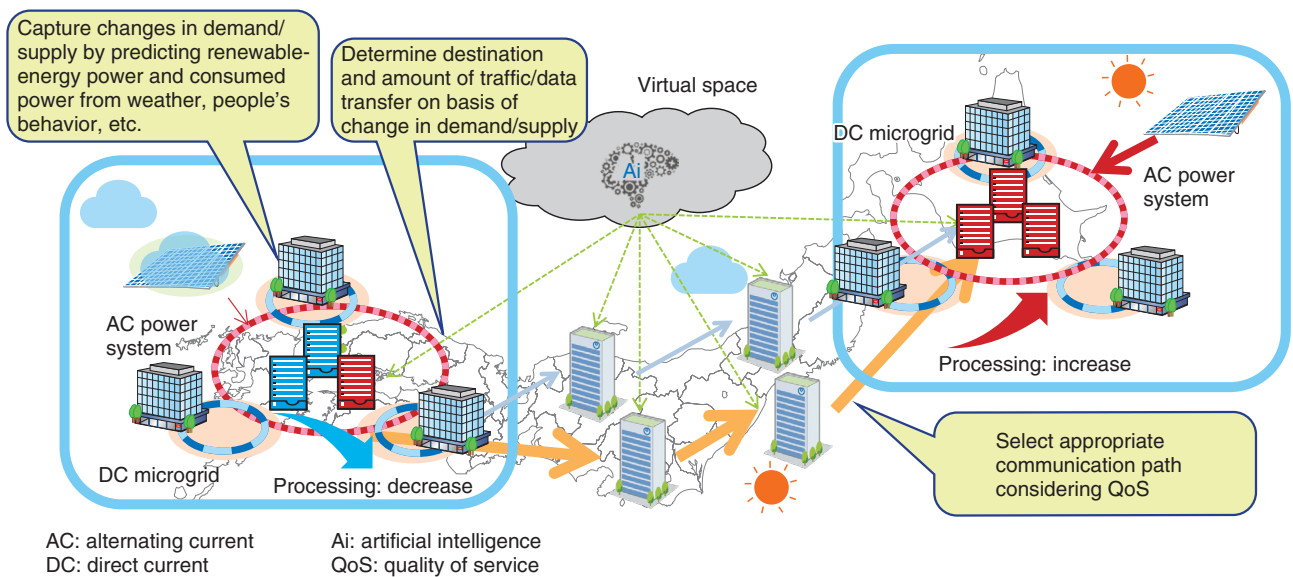 Capture changes in demand/
supply by predicting renewable-
energy power and consumed
power from weather, people's
behavior, etc.
Determine destination
and amount of traffic/data
transfer on basis of
change in demand/supply
Virtual space
Ai
DC microgrid
AC power
system
Processing: increase
AC power
system
DC microgrid
Processing: decrease
Select appropriate
communication path
considering QoS
AC: alternating current
DC: direct current
Ai: artificial intelligence
QoS: quality of service